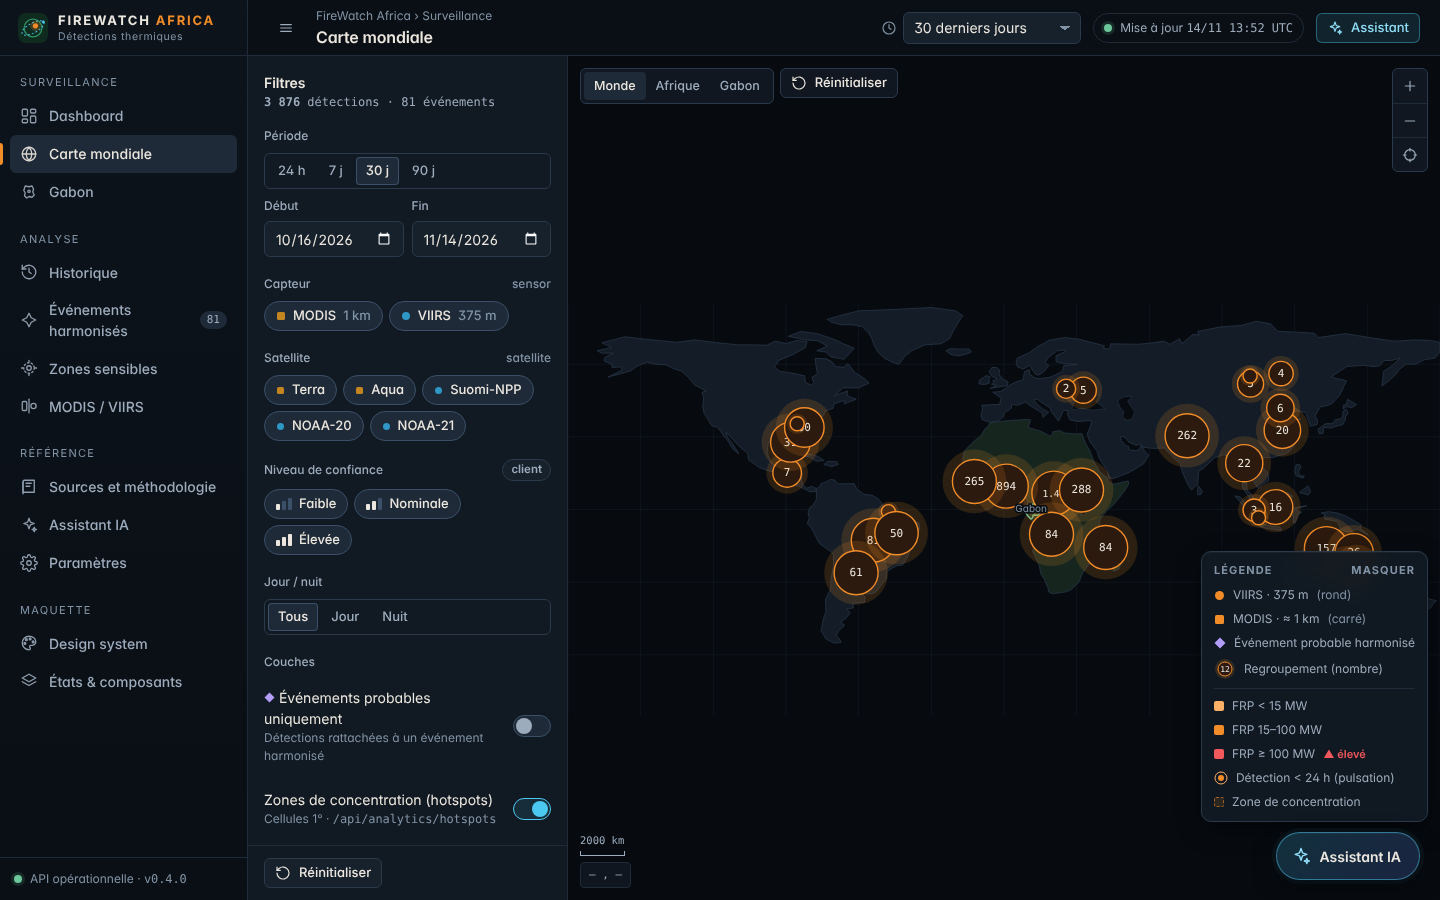 FIREWATCH AFRICA
Détections thermiques
SURVEILLANCE
Dashboard
Carte mondiale
Gabon
ANALYSE
Historique
Événements
harmonisés
81
Zones sensibles
MODIS / VIIRS
RÉFÉRENCE
Sources et méthodologie
Assistant IA
Paramètres
MAQUETTE
Design system
États & composants
API opérationnelle · v0.4.0
FireWatch Africa › Surveillance
Carte mondiale
30 derniers jours
Mise à jour 14/11 13:52 UTC
Assistant
Filtres
3 876 détections · 81 événements
Période
24 h 7 j 30 j 90 j
Début Fin
10/16/2026 11/14/2026
Capteur sensor
MODIS 1 km VIIRS 375 m
Satellite satellite
Terra Aqua Suomi-NPP
NOAA-20 NOAA-21
Niveau de confiance client
Faible Nominale
Élevée
Jour / nuit
Tous Jour Nuit
Couches
Événements probables
uniquement
Détections rattachées à un événement
harmonisé
Zones de concentration (hotspots)
Cellules 1° · /api/analytics/hotspots
Réinitialiser
Monde Afrique Gabon Réinitialiser
4
2 5
6
20
262
7
22
265 894 288
16
Gabon
50
84 84
157
61
LÉGENDE MASQUER
VIIRS · 375 m (rond)
MODIS · ≈ 1 km (carré)
Événement probable harmonisé
12 Regroupement (nombre)
FRP < 15 MW
FRP 15–100 MW
FRP ≥ 100 MW ▲ élevé
Détection < 24 h (pulsation)
Zone de concentration
2000 km
— , —
Assistant IA